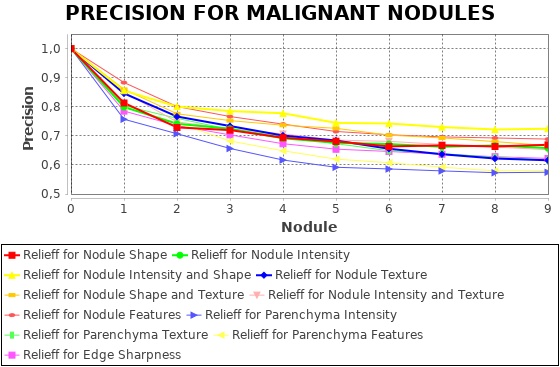 PRECISION FOR MALIGNANT NODULES
Precision
1,0
0,9
0,8
0,7
0,6
0,5
0 1 2 3 4 5 6 7 8 9
Nodule
Relieff for Nodule Shape Relieff for Nodule Intensity
Relieff for Nodule Intensity and Shape Relieff for Nodule Texture
Relieff for Nodule Shape and Texture Relieff for Nodule Intensity and Texture
Relieff for Nodule Features Relieff for Parenchyma Intensity
Relieff for Parenchyma Texture Relieff for Parenchyma Features
Relieff for Edge Sharpness